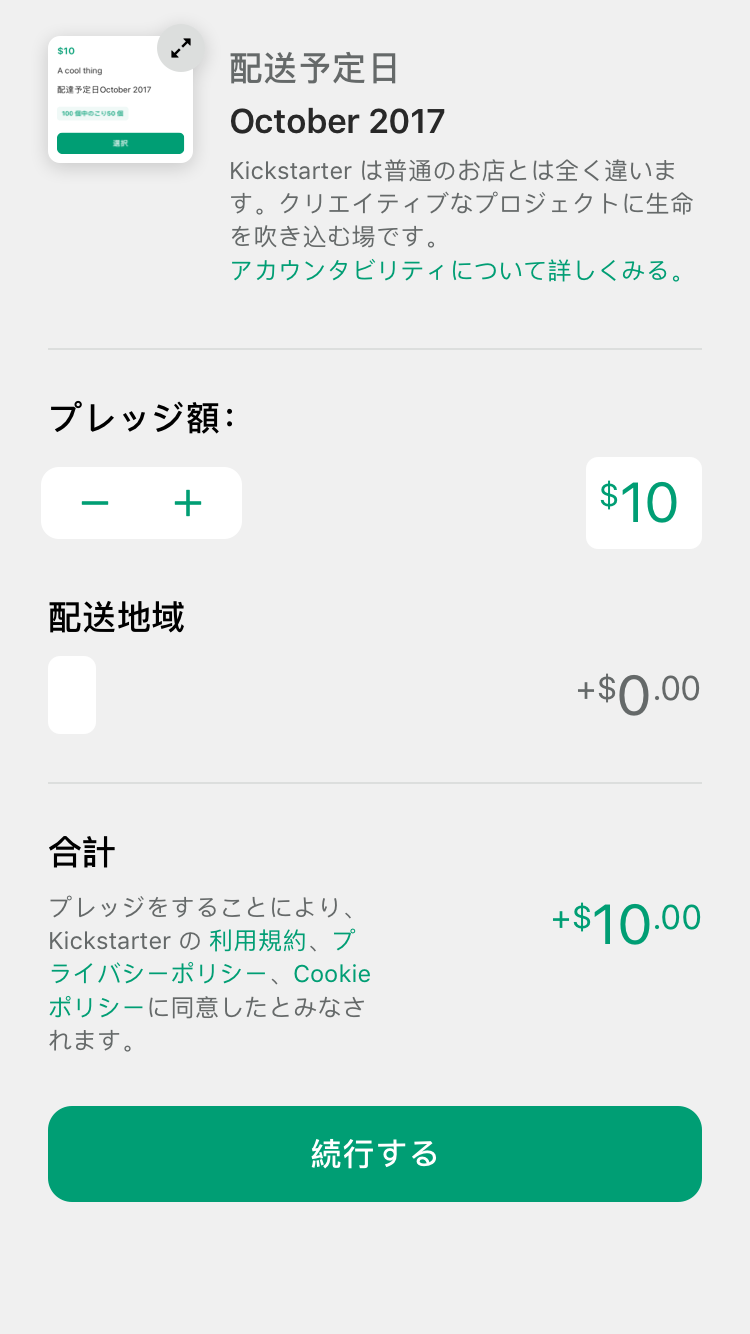 $10
A cool thing
配達予定日October 2017
100 個中のこり50 個
選択
配送予定日
October 2017
Kickstarter は普通のお店とは全く違いま
す。クリエイティブなプロジェクトに生命
を吹き込む場です。
アカウンタビリティについて詳しくみる。
プレッジ額：
− +
$10
配送地域
+$0.00
合計
プレッジをすることにより、
Kickstarter の 利用規約、プ
ライバシーポリシー、Cookie
ポリシーに同意したとみなさ
れます。
+$10.00
続行する